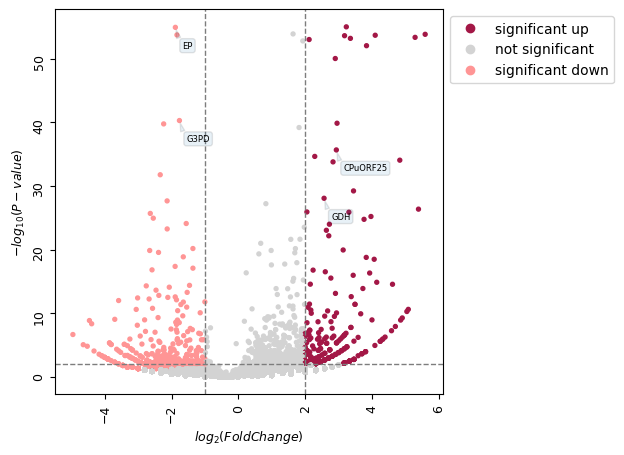 significant up
not significant
significant down
EP
G3PD
CPuORF25
GDH
50
40
30
20
10
0
−log₁₀(P − value)
−4
−2
0
2
4
6
log₂(FoldChange)